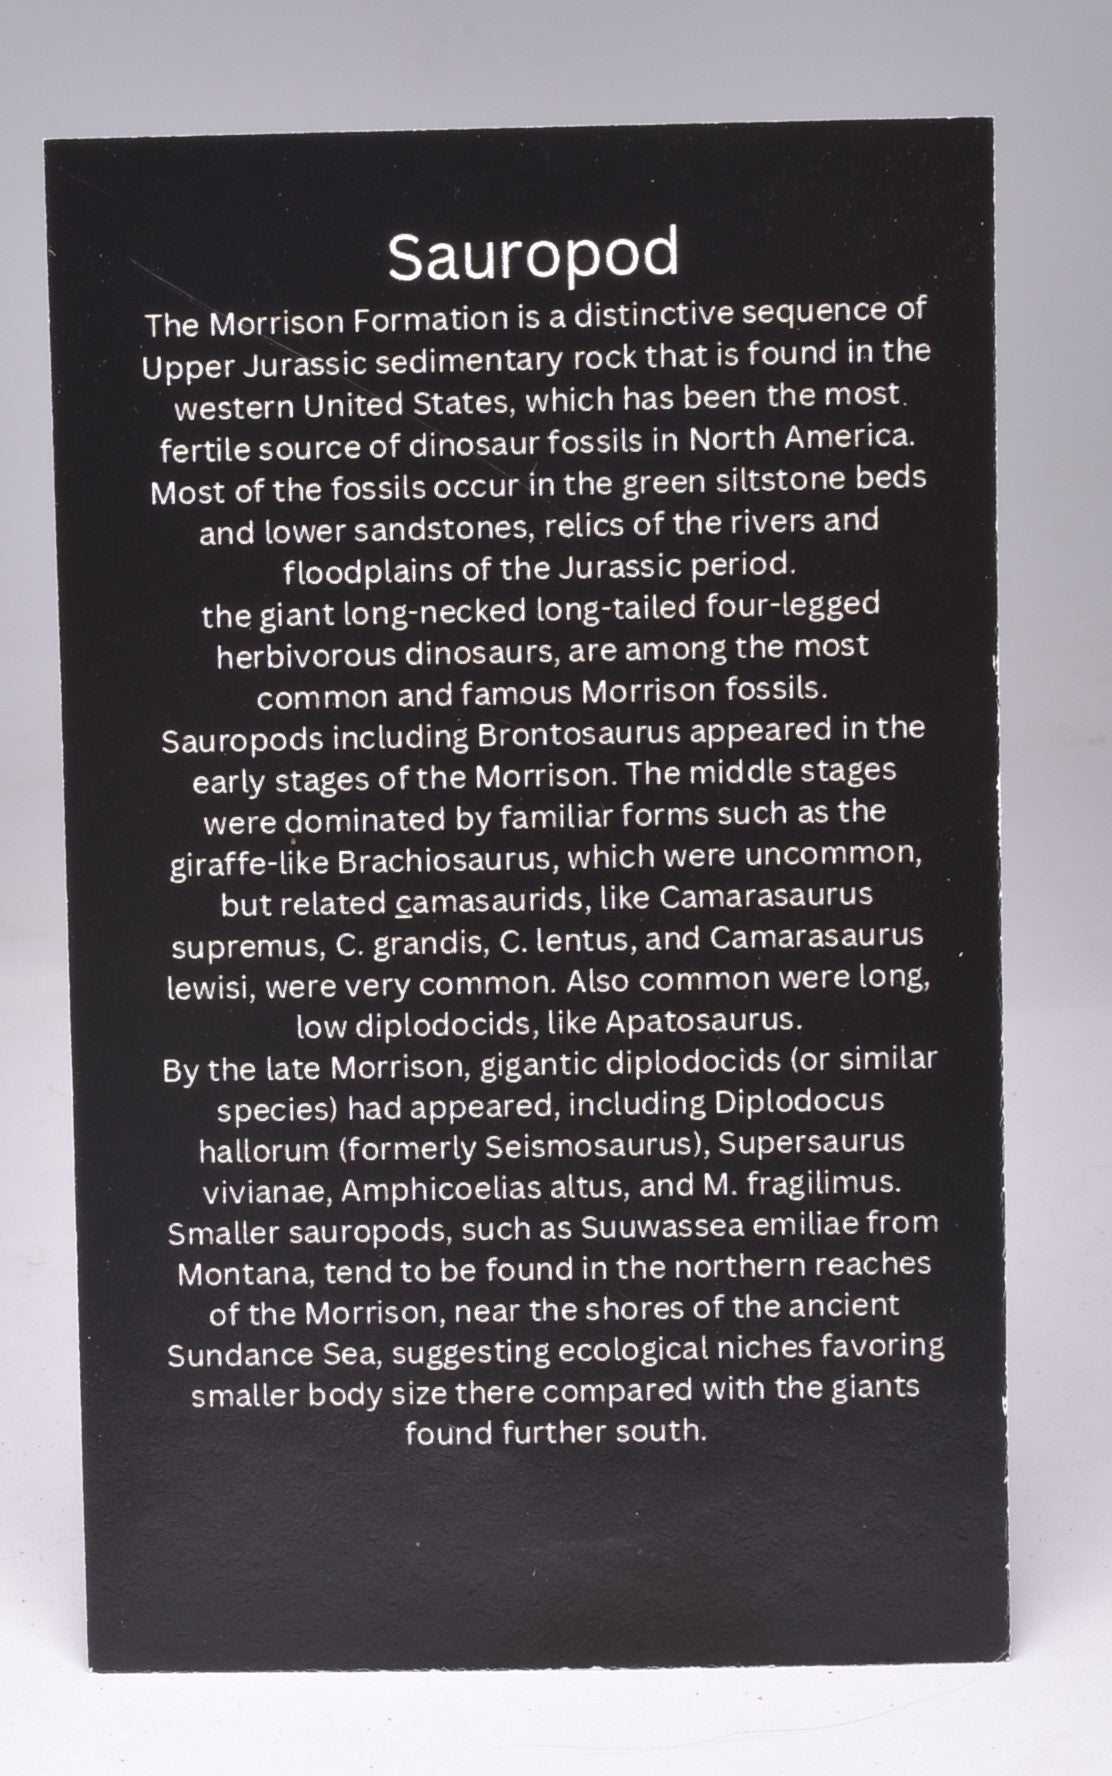 Sauropod
The Morrison Formation is a distinctive sequence of
Upper Jurassic sedimentary rock that is found in the
western United States, which has been the most
fertile source of dinosaur fossils in North America.
Most of the fossils occur in the green siltstone beds
and lower sandstones, relics of the rivers and
floodplains of the Jurassic period.
the giant long-necked long-tailed four-legged
herbivorous dinosaurs, are among the most
common and famous Morrison fossils.
Sauropods including Brontosaurus appeared in the
early stages of the Morrison. The middle stages
were dominated by familiar forms such as the
giraffe-like Brachiosaurus, which were uncommon,
but related camasaurids, like Camarasaurus
supremus, C. grandis, C. lentus, and Camarasaurus
lewisi, were very common. Also common were long,
low diplodocids, like Apatosaurus.
By the late Morrison, gigantic diplodocids (or similar
species) had appeared, including Diplodocus
hallorum (formerly Seismosaurus), Supersaurus
vivianae, Amphicoelias altus, and M. fragilimus.
Smaller sauropods, such as Suuwassea emiliae from
Montana, tend to be found in the northern reaches
of the Morrison, near the shores of the ancient
Sundance Sea, suggesting ecological niches favoring
smaller body size there compared with the giants
found further south.